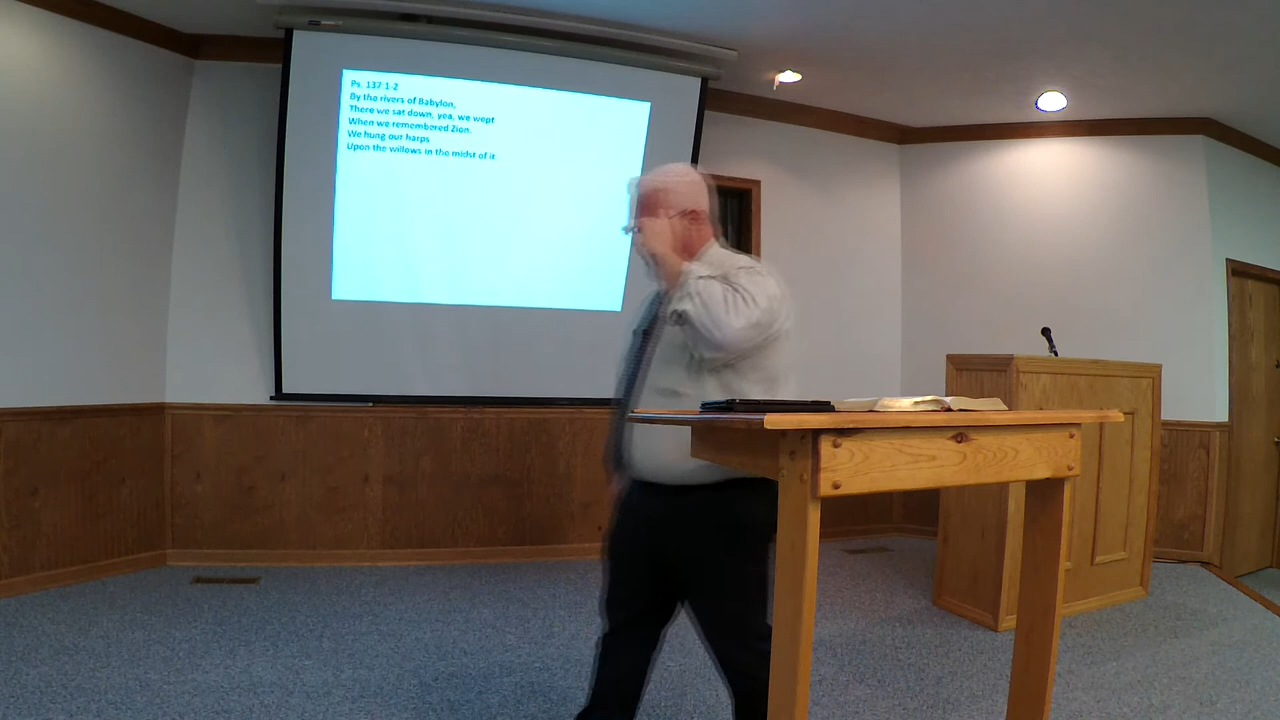 Ps. 137 1-2
By the rivers of Babylon,
There we sat down, yea, we wept
When we remembered Zion.
We hung our harps
Upon the willows in the midst of it